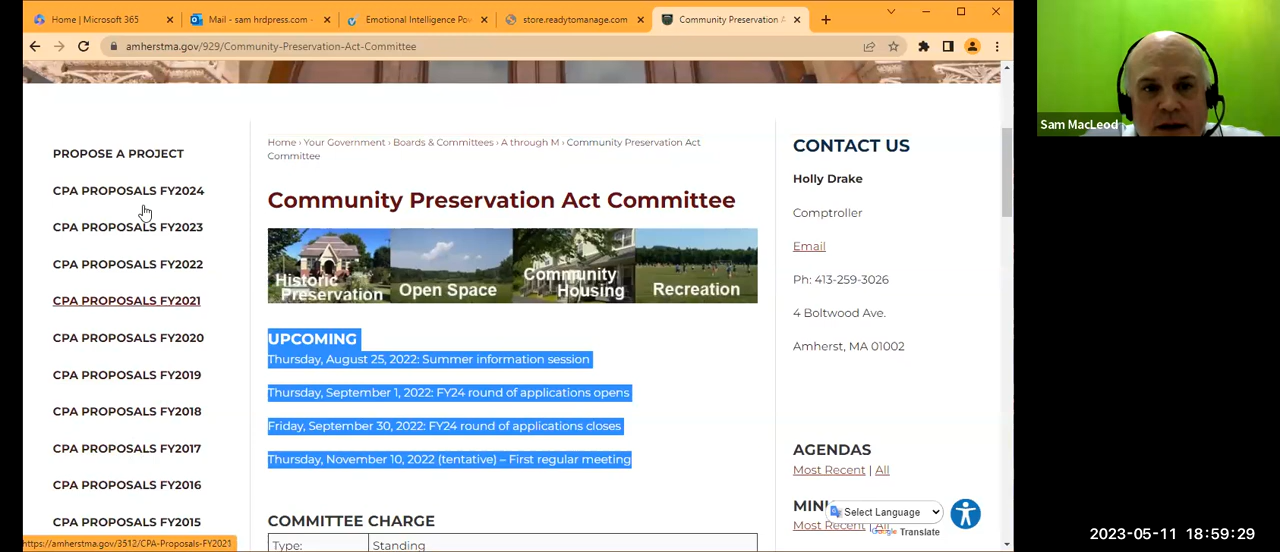 Home | Microsoft 365
Mail - sam hrdpress.com -
Emotional Intelligence Po
store.readytomanage.com
Community Preservation A
amherstma.gov/929/Community-Preservation-Act-Committee
Sam MacLeod
PROPOSE A PROJECT
CPA PROPOSALS FY2024
CPA PROPOSALS FY2023
CPA PROPOSALS FY2022
CPA PROPOSALS FY2021
CPA PROPOSALS FY2020
CPA PROPOSALS FY2019
CPA PROPOSALS FY2018
CPA PROPOSALS FY2017
CPA PROPOSALS FY2016
CPA PROPOSALS FY2015
https://amherstma.gov/3512/CPA-Proposals-FY2021
Home › Your Government › Boards & Committees › A through M › Community Preservation Act
Committee
Community Preservation Act Committee
Historic
Preservation
Open Space
Community
Housing
Recreation
UPCOMING
Thursday, August 25, 2022: Summer information session
Thursday, September 1, 2022: FY24 round of applications opens
Friday, September 30, 2022: FY24 round of applications closes
Thursday, November 10, 2022 (tentative) – First regular meeting
COMMITTEE CHARGE
Type: Standing
CONTACT US
Holly Drake
Comptroller
Email
Ph: 413-259-3026
4 Boltwood Ave.
Amherst, MA 01002
AGENDAS
Most Recent | All
Most Recent | All
Select Language
Google Translate
2023-05-11 18:59:29